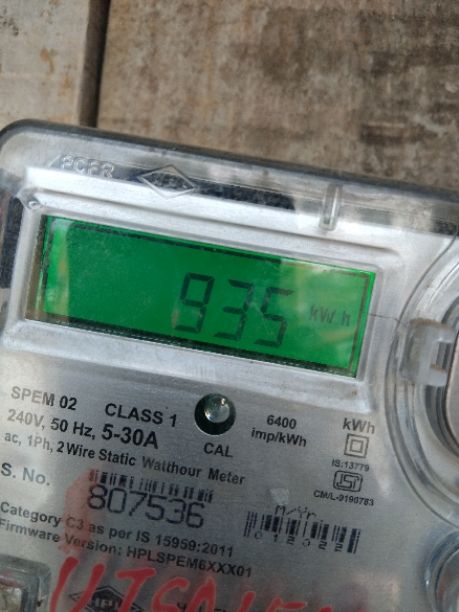 935 kWh
SPEM 02 CLASS 1 6400 kWh
240V, 50 Hz, 5-30A CAL imp/kWh
ac, 1Ph, 2 Wire Static Watthour Meter IS:13779
S. No. CM/L-9190783
807536 M/Yr.
012022
Category C3 as per IS 15959:2011
Firmware Version: HPLSPEM6XXX01